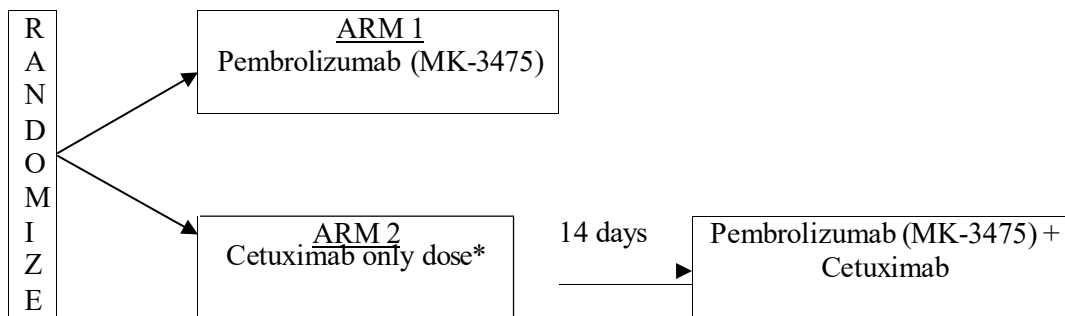 R
A
N
D
O
M
I
Z
E
ARM 1
Pembrolizumab (MK-3475)
ARM 2
Cetuximab only dose*
14 days
Pembrolizumab (MK-3475) +
Cetuximab